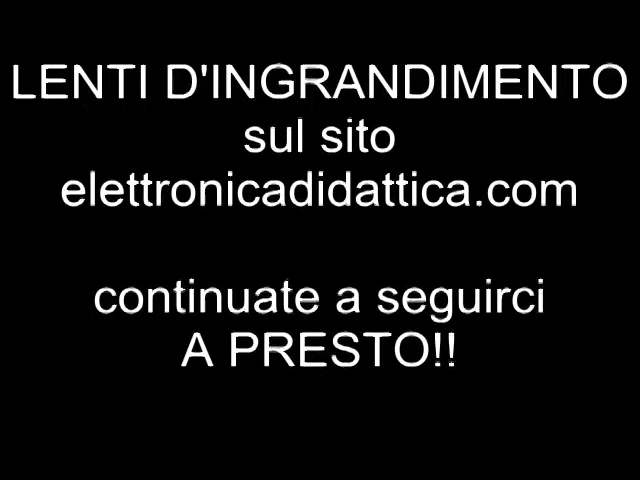 LENTI D'INGRANDIMENTO
sul sito
elettronicadidattica.com
continuate a seguirci
A PRESTO!!